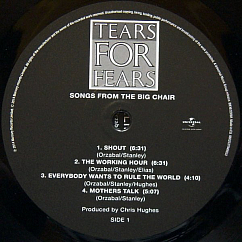 TEARS
FOR
FEARS
SONGS FROM THE BIG CHAIR
UNIVERSAL
1. SHOUT (6:31)
(Orzabal/Stanley)
2. THE WORKING HOUR (6:31)
(Orzabal/Stanley/Elias)
3. EVERYBODY WANTS TO RULE THE WORLD (4:10)
(Orzabal/Stanley/Hughes)
4. MOTHERS TALK (5:07)
(Orzabal/Stanley)
Produced by Chris Hughes
SIDE 1